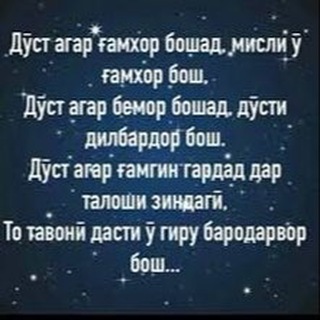 Дӯст агар ғамхор бошад, мисли ӯ
ғамхор бош,
Дӯст агар бемор бошад, дӯсти
дилбардор бош.
Дӯст агар ғамгин гардад дар
талоши зиндагӣ,
То тавонӣ дасти ӯ гиру бародарвор
бош...